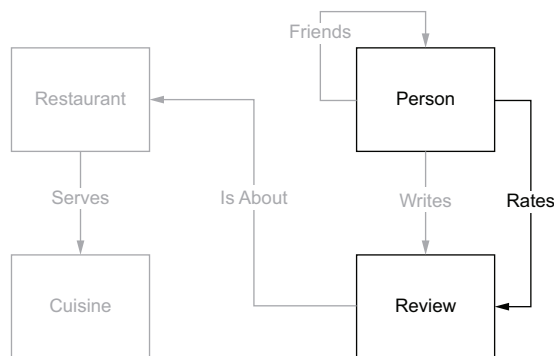 Friends
Restaurant
Person
Serves
Is About
Writes
Rates
Cuisine
Review